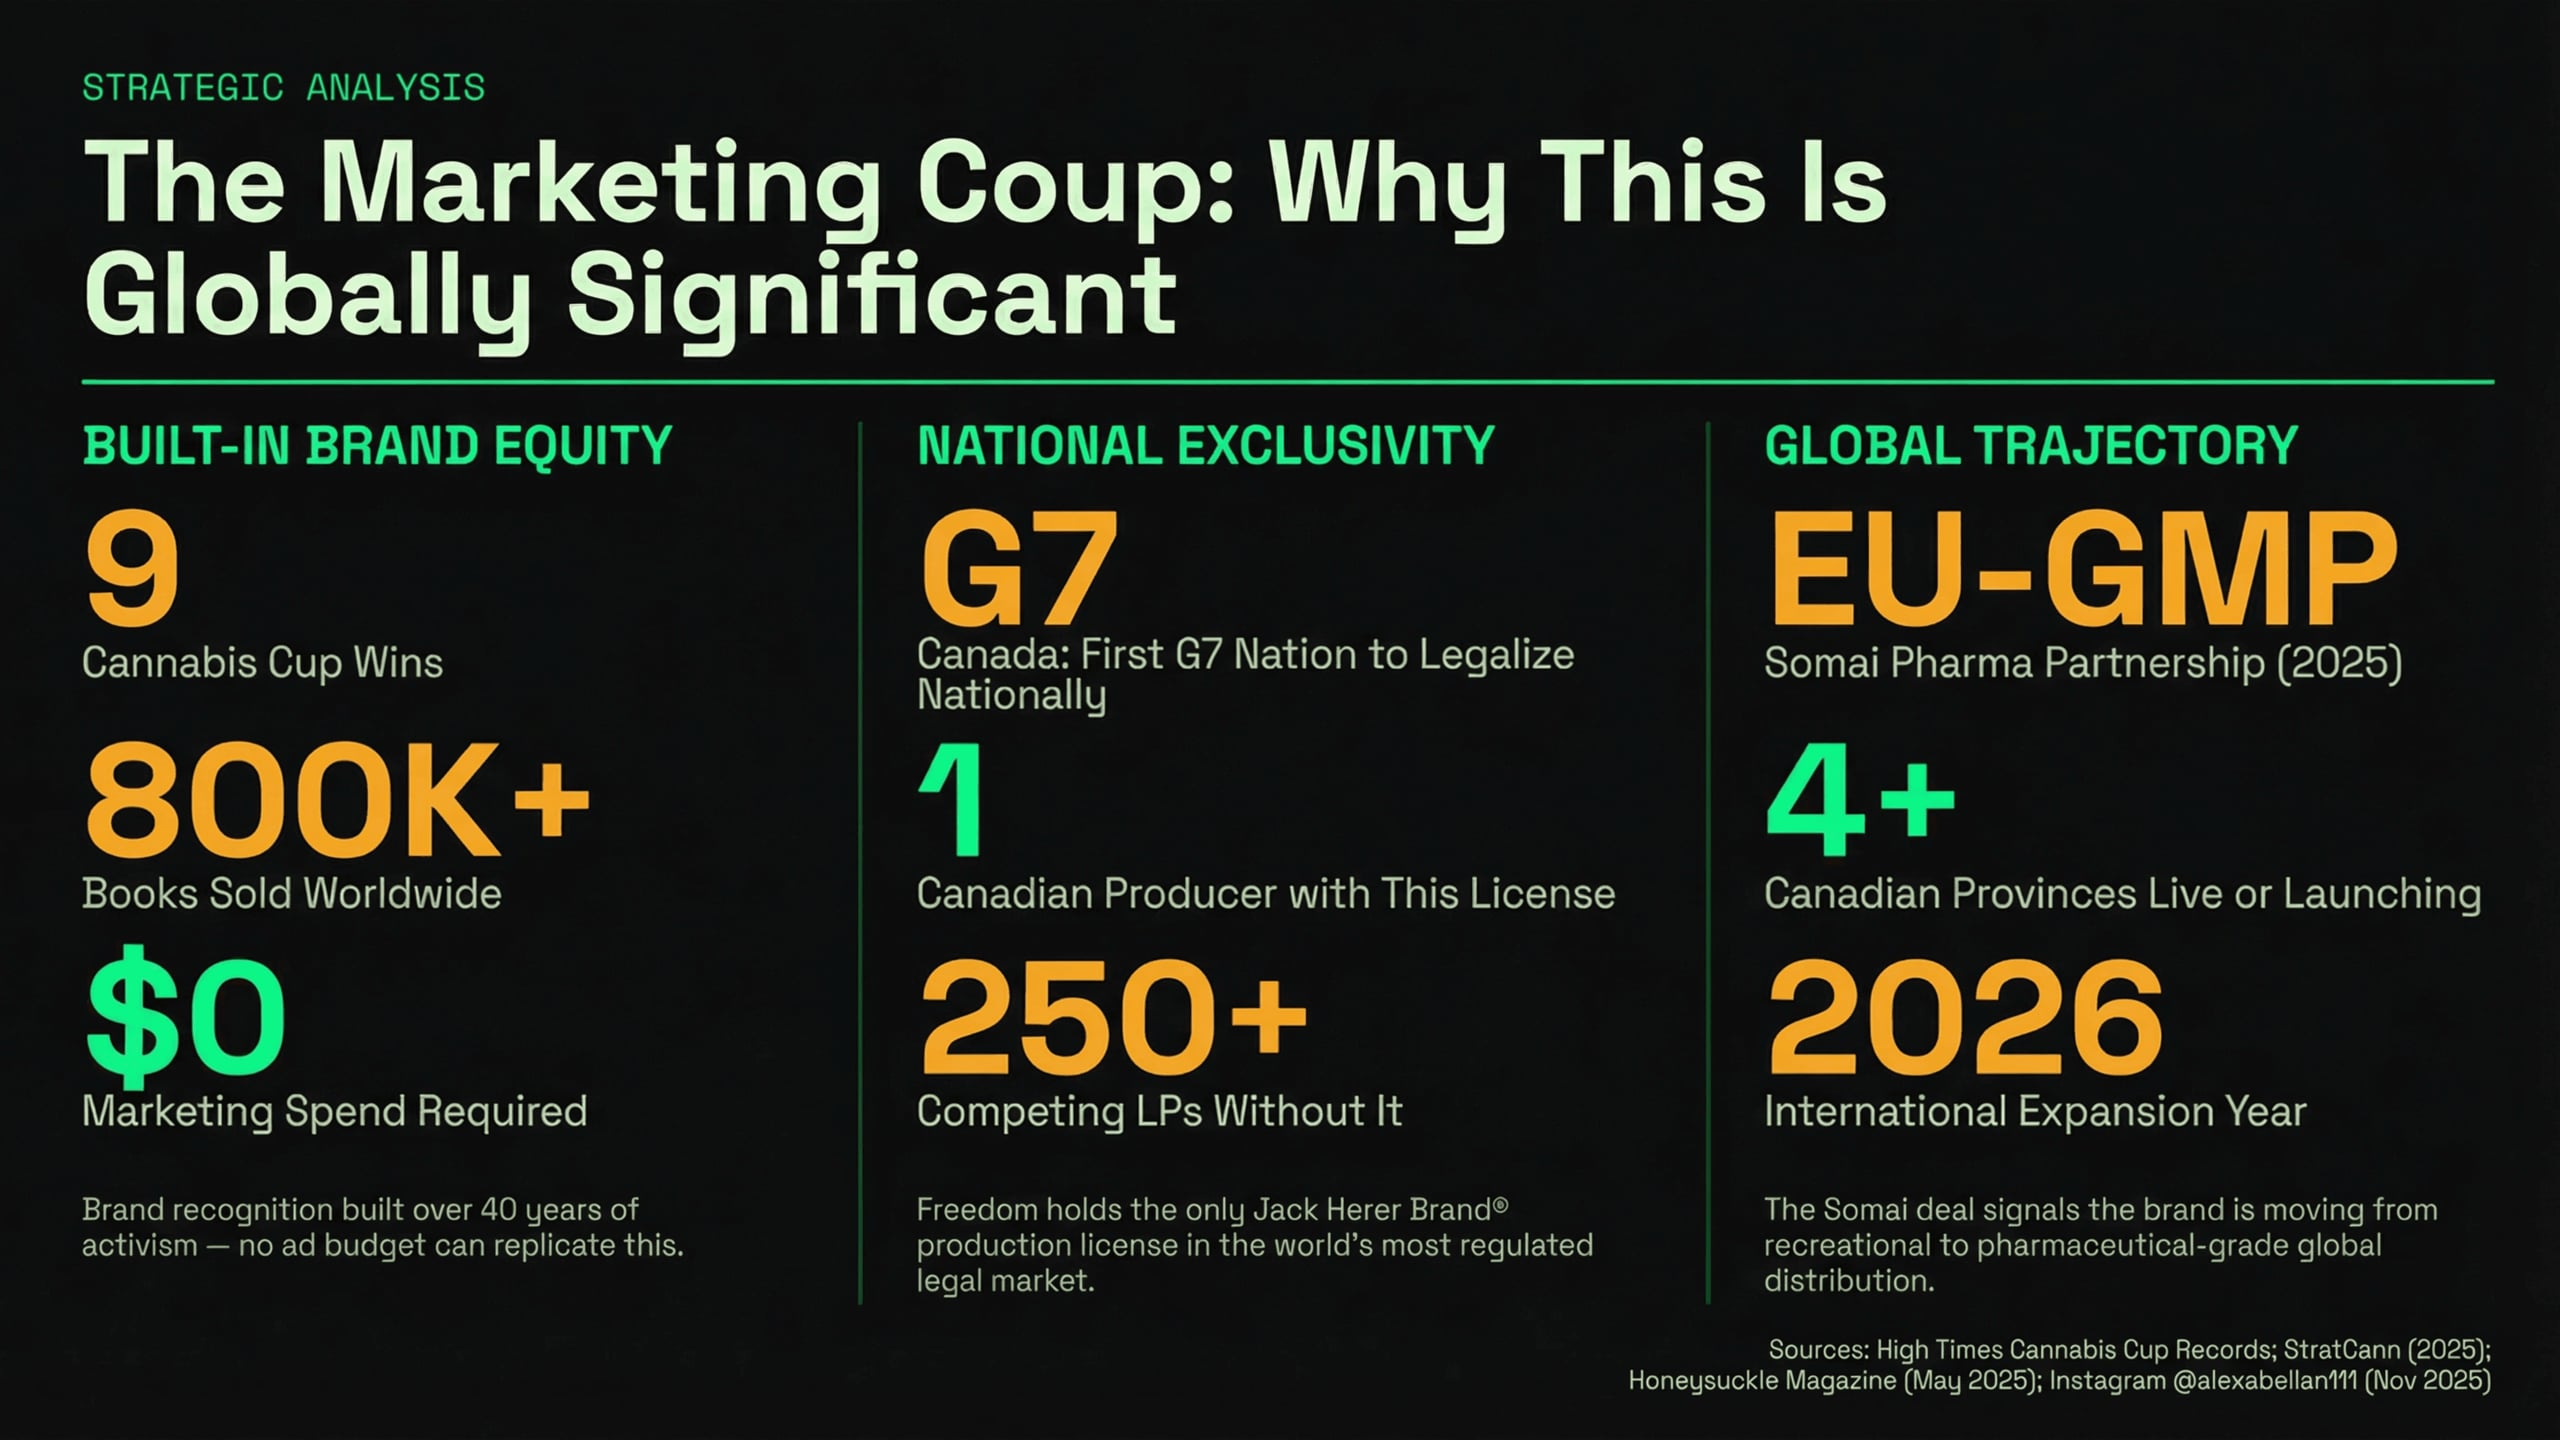 STRATEGIC ANALYSIS
The Marketing Coup: Why This Is
Globally Significant
BUILT-IN BRAND EQUITY
9
Cannabis Cup Wins
800K+
Books Sold Worldwide
$0
Marketing Spend Required
Brand recognition built over 40 years of
activism — no ad budget can replicate this.
NATIONAL EXCLUSIVITY
G7
Canada: First G7 Nation to Legalize
Nationally
1
Canadian Producer with This License
250+
Competing LPs Without It
Freedom holds the only Jack Herer Brand®
production license in the world's most regulated
legal market.
GLOBAL TRAJECTORY
EU-GMP
Somai Pharma Partnership (2025)
4+
Canadian Provinces Live or Launching
2026
International Expansion Year
The Somai deal signals the brand is moving from
recreational to pharmaceutical-grade global
distribution.
Sources: High Times Cannabis Cup Records; StratCann (2025);
Honeysuckle Magazine (May 2025); Instagram @alexabellan111 (Nov 2025)